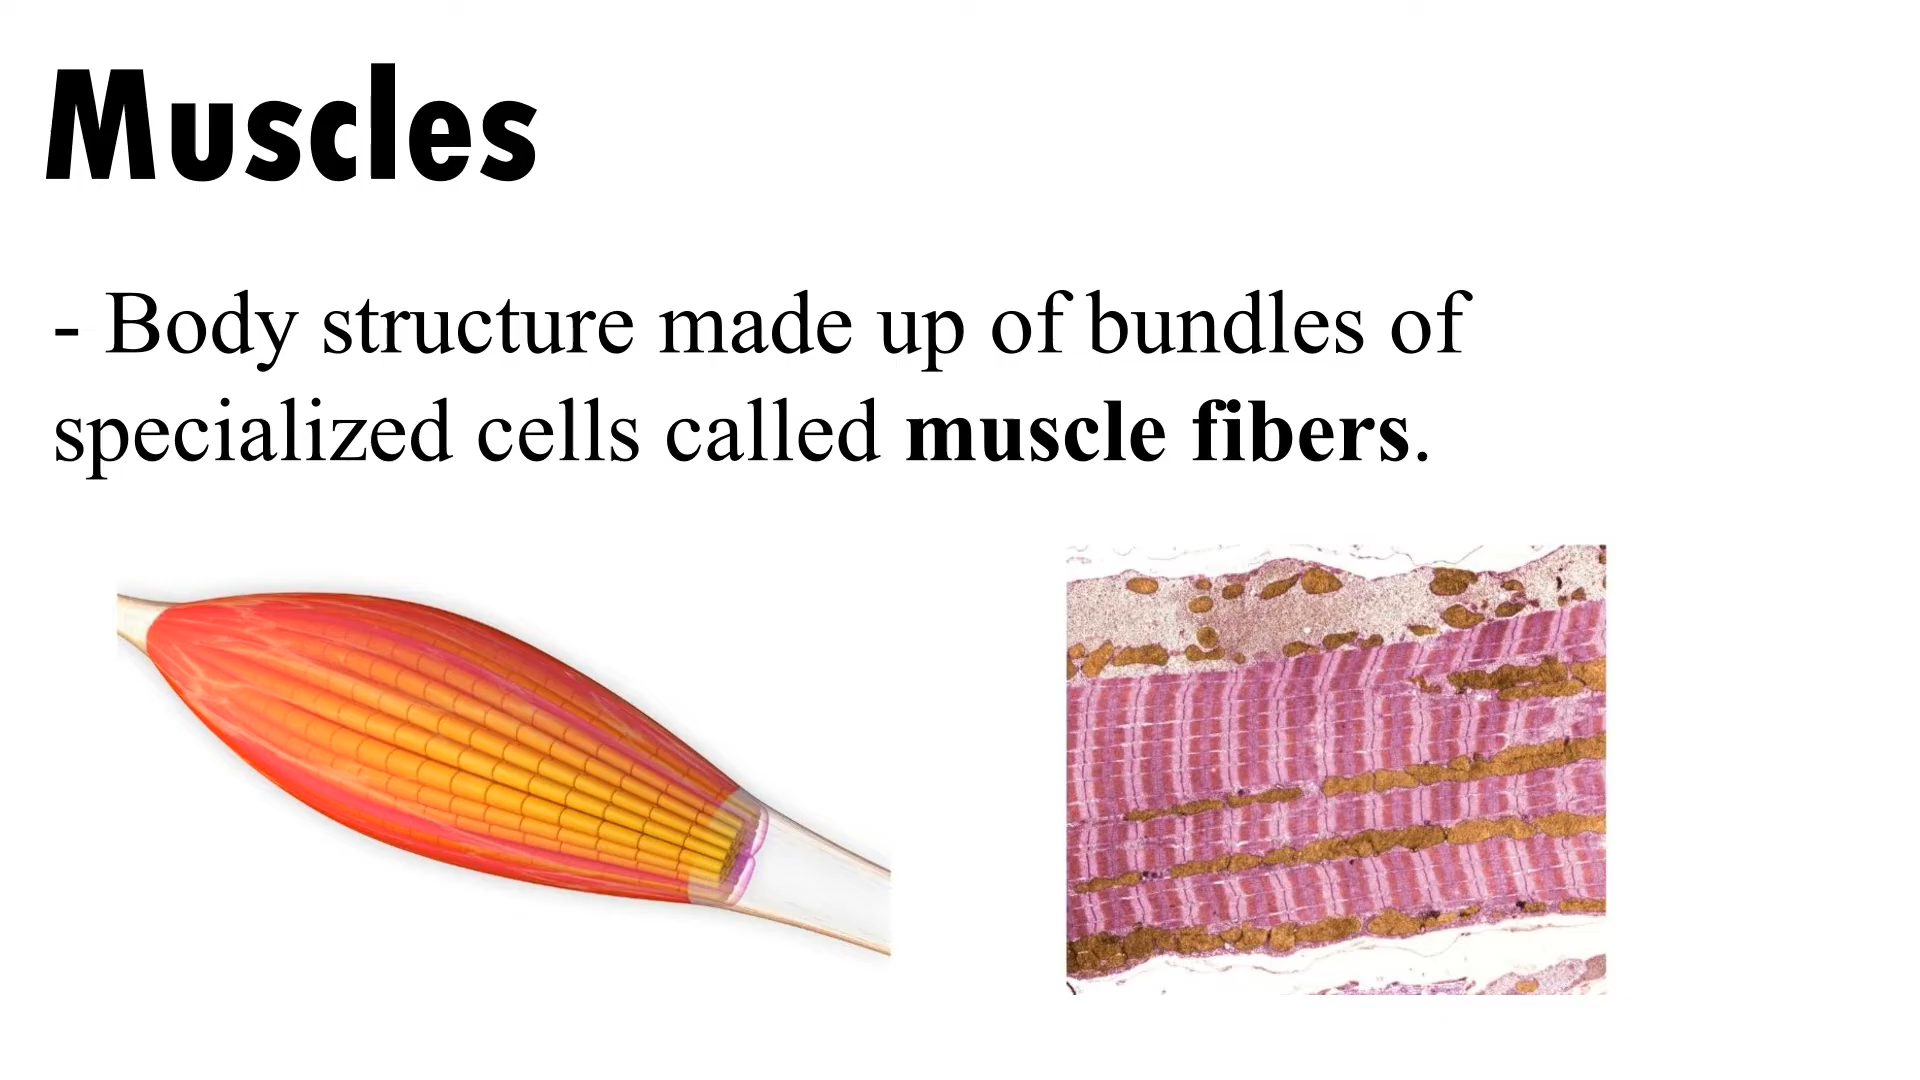 Muscles
- Body structure made up of bundles of
specialized cells called muscle fibers.